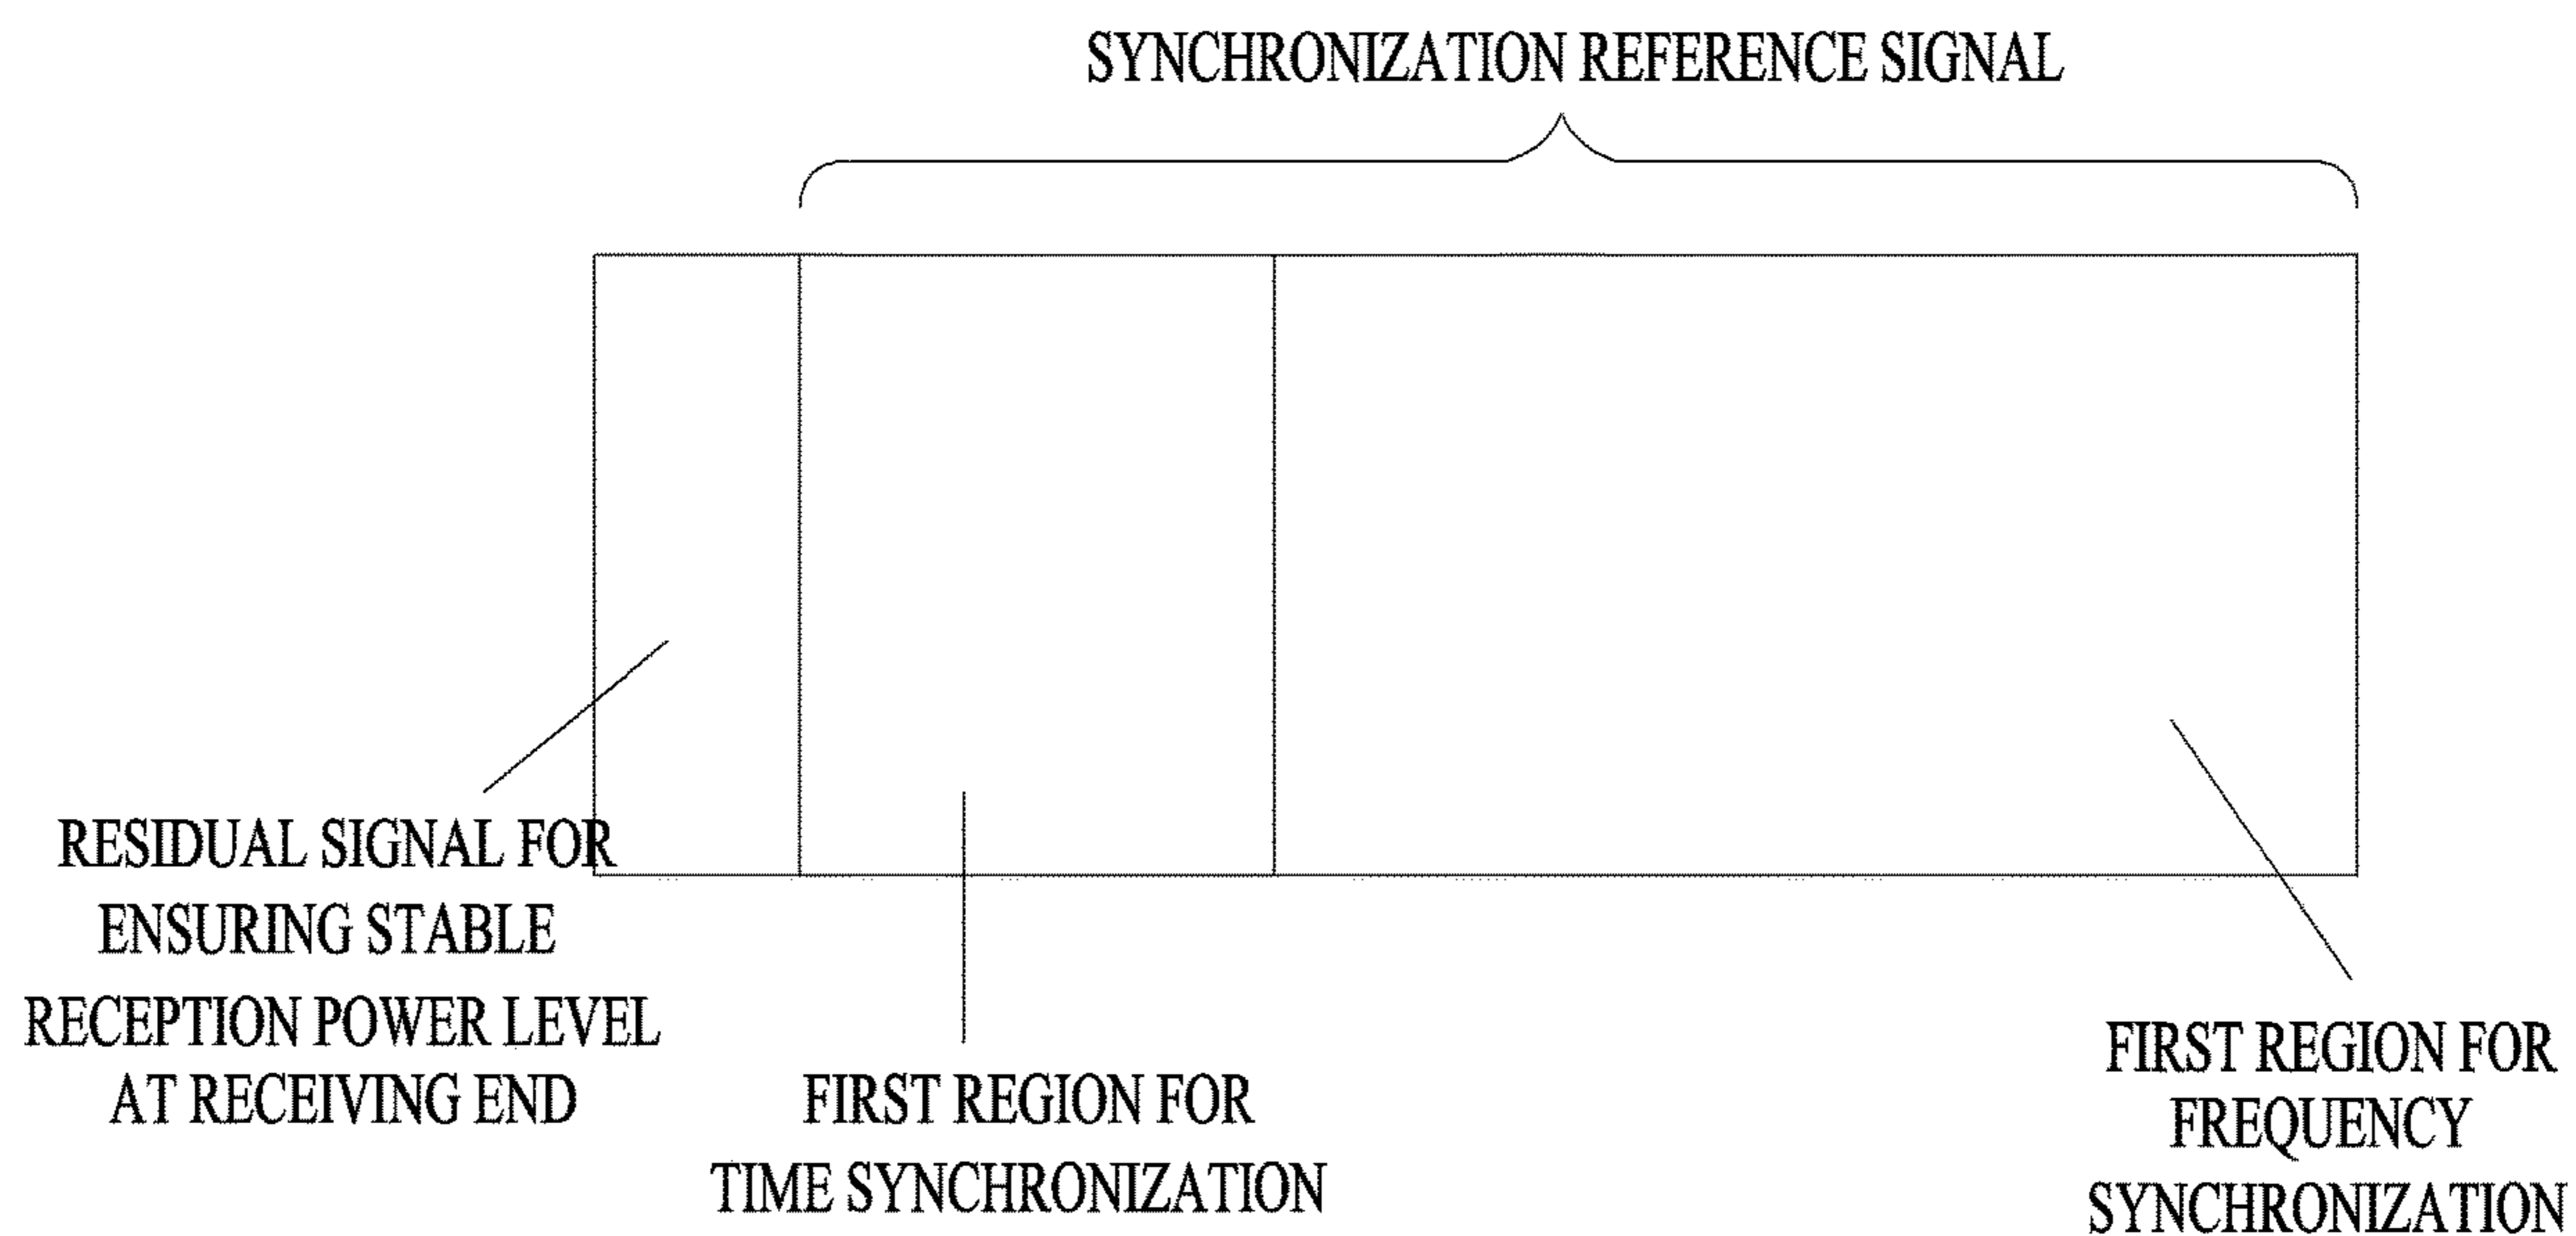 SYNCHRONIZATION REFERENCE SIGNAL
RESIDUAL SIGNAL FOR
ENSURING STABLE
RECEPTION POWER LEVEL
AT RECEIVING END
FIRST REGION FOR
TIME SYNCHRONIZATION
FIRST REGION FOR
FREQUENCY
SYNCHRONIZATION